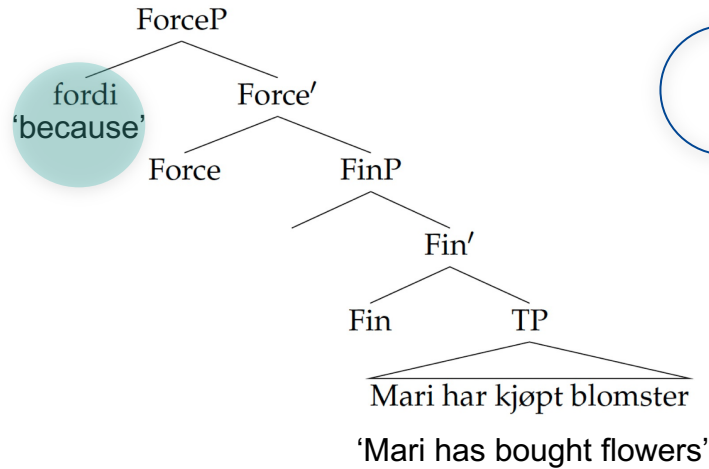 ForceP
fordi Force′
'because'
Force FinP
Fin′
Fin TP
Mari har kjøpt blomster
'Mari has bought flowers'